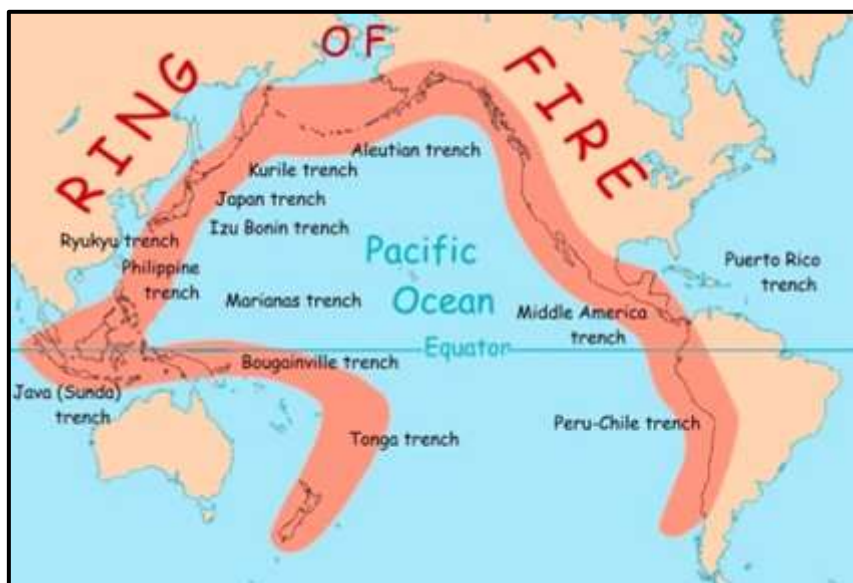 RING OF FIRE
Aleutian trench
Kurile trench
Japan trench
Izu Bonin trench
Ryukyu trench
Philippine
trench
Marianas trench
Pacific
Ocean
Equator
Puerto Rico
trench
Middle America
trench
Bougainville trench
Java (Sunda)
trench
Tonga trench
Peru-Chile trench